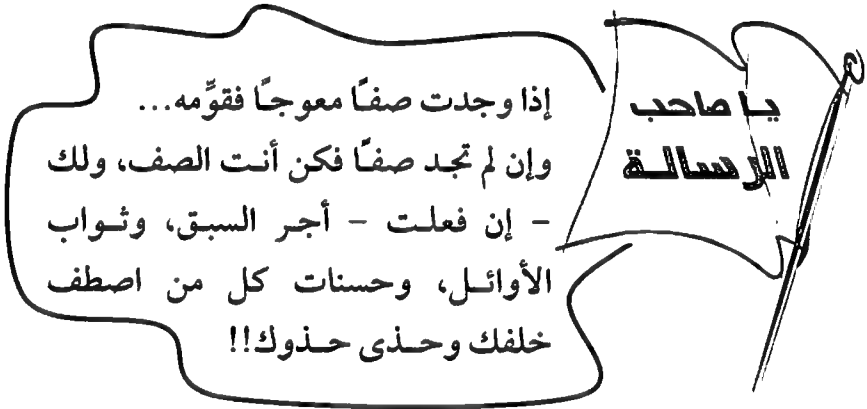 يا صاحب
الرسالة
إذا وجدت صفًا معوجًا فقوِّمه...
وإن لم تجد صفًا فكن أنت الصف، ولك
– إن فعلت – أجر السبق، وثواب
الأوائل، وحسنات كل من اصطف
خلفك وحذى حذوك!!